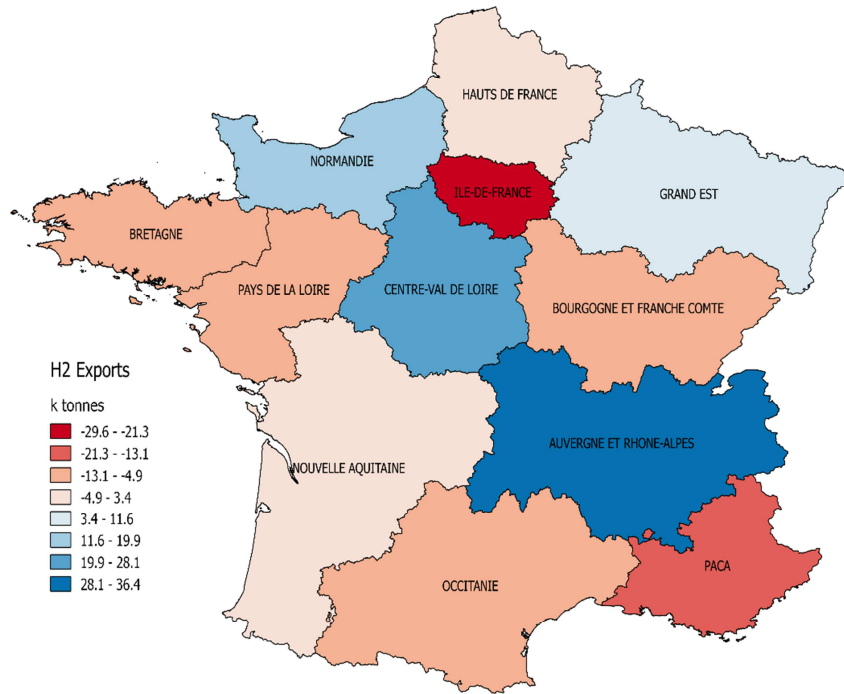 HAUTS DE FRANCE
NORMANDIE
ILE-DE-FRANCE
GRAND EST
BRETAGNE
PAYS DE LA LOIRE
CENTRE-VAL DE LOIRE
BOURGOGNE ET FRANCHE COMTE
H2 Exports
k tonnes
-29.6 - -21.3
-21.3 - -13.1
-13.1 - -4.9
-4.9 - 3.4
3.4 - 11.6
11.6 - 19.9
19.9 - 28.1
28.1 - 36.4
AUVERGNE ET RHONE-ALPES
NOUVELLE AQUITAINE
PACA
OCCITANIE